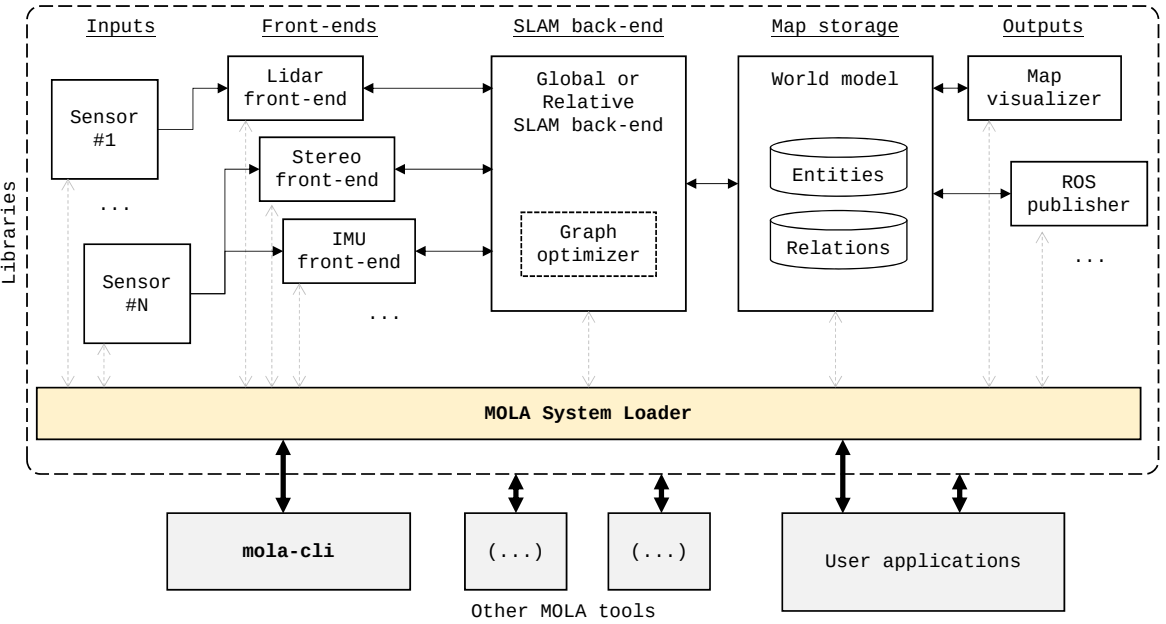 Inputs
Front-ends
SLAM back-end
Map storage
Outputs
Sensor
#1
...
Sensor
#N
Lidar
front-end
Stereo
front-end
IMU
front-end
...
Global or
Relative
SLAM back-end
Graph
optimizer
World model
Entities
Relations
Map
visualizer
ROS
publisher
...
Libraries
MOLA System Loader
mola-cli
(...)
(...)
Other MOLA tools
User applications